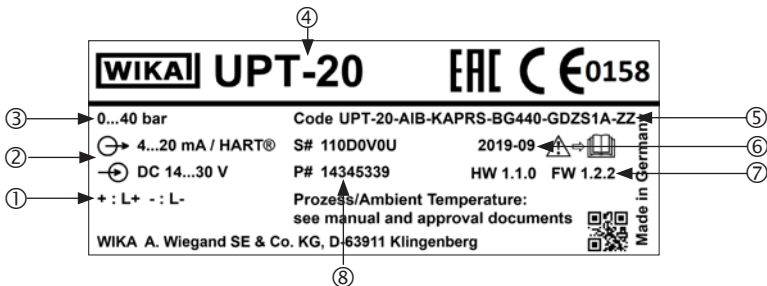 ④
WIKA UPT-20 EAC CE 0158
③ 0...40 bar Code UPT-20-AIB-KAPRS-BG440-GDZS1A-ZZ ⑤
② 4...20 mA / HART® S# 110D0V0U 2019-09 ⑥
DC 14...30 V P# 14345339 HW 1.1.0 FW 1.2.2 ⑦
① + : L+ - : L- Prozess/Ambient Temperature:
see manual and approval documents
WIKA A. Wiegand SE & Co. KG, D-63911 Klingenberg
Made in Germany
⑧